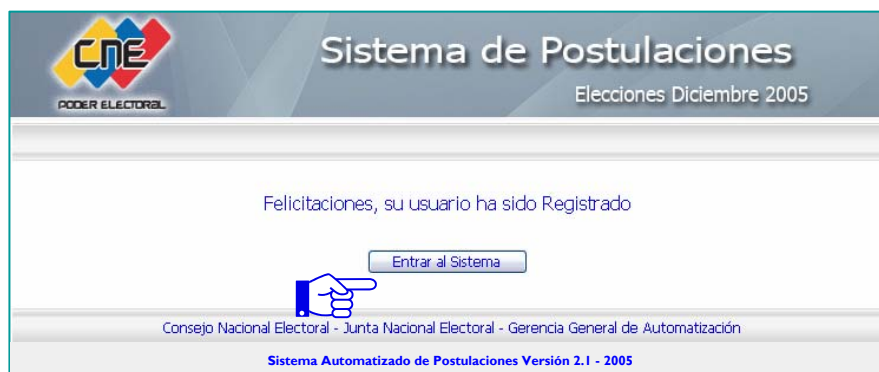 CNE
PODER ELECTORAL
Sistema de Postulaciones
Elecciones Diciembre 2005
Felicitaciones, su usuario ha sido Registrado
Entrar al Sistema
Consejo Nacional Electoral - Junta Nacional Electoral - Gerencia General de Automatización
Sistema Automatizado de Postulaciones Versión 2.1 - 2005